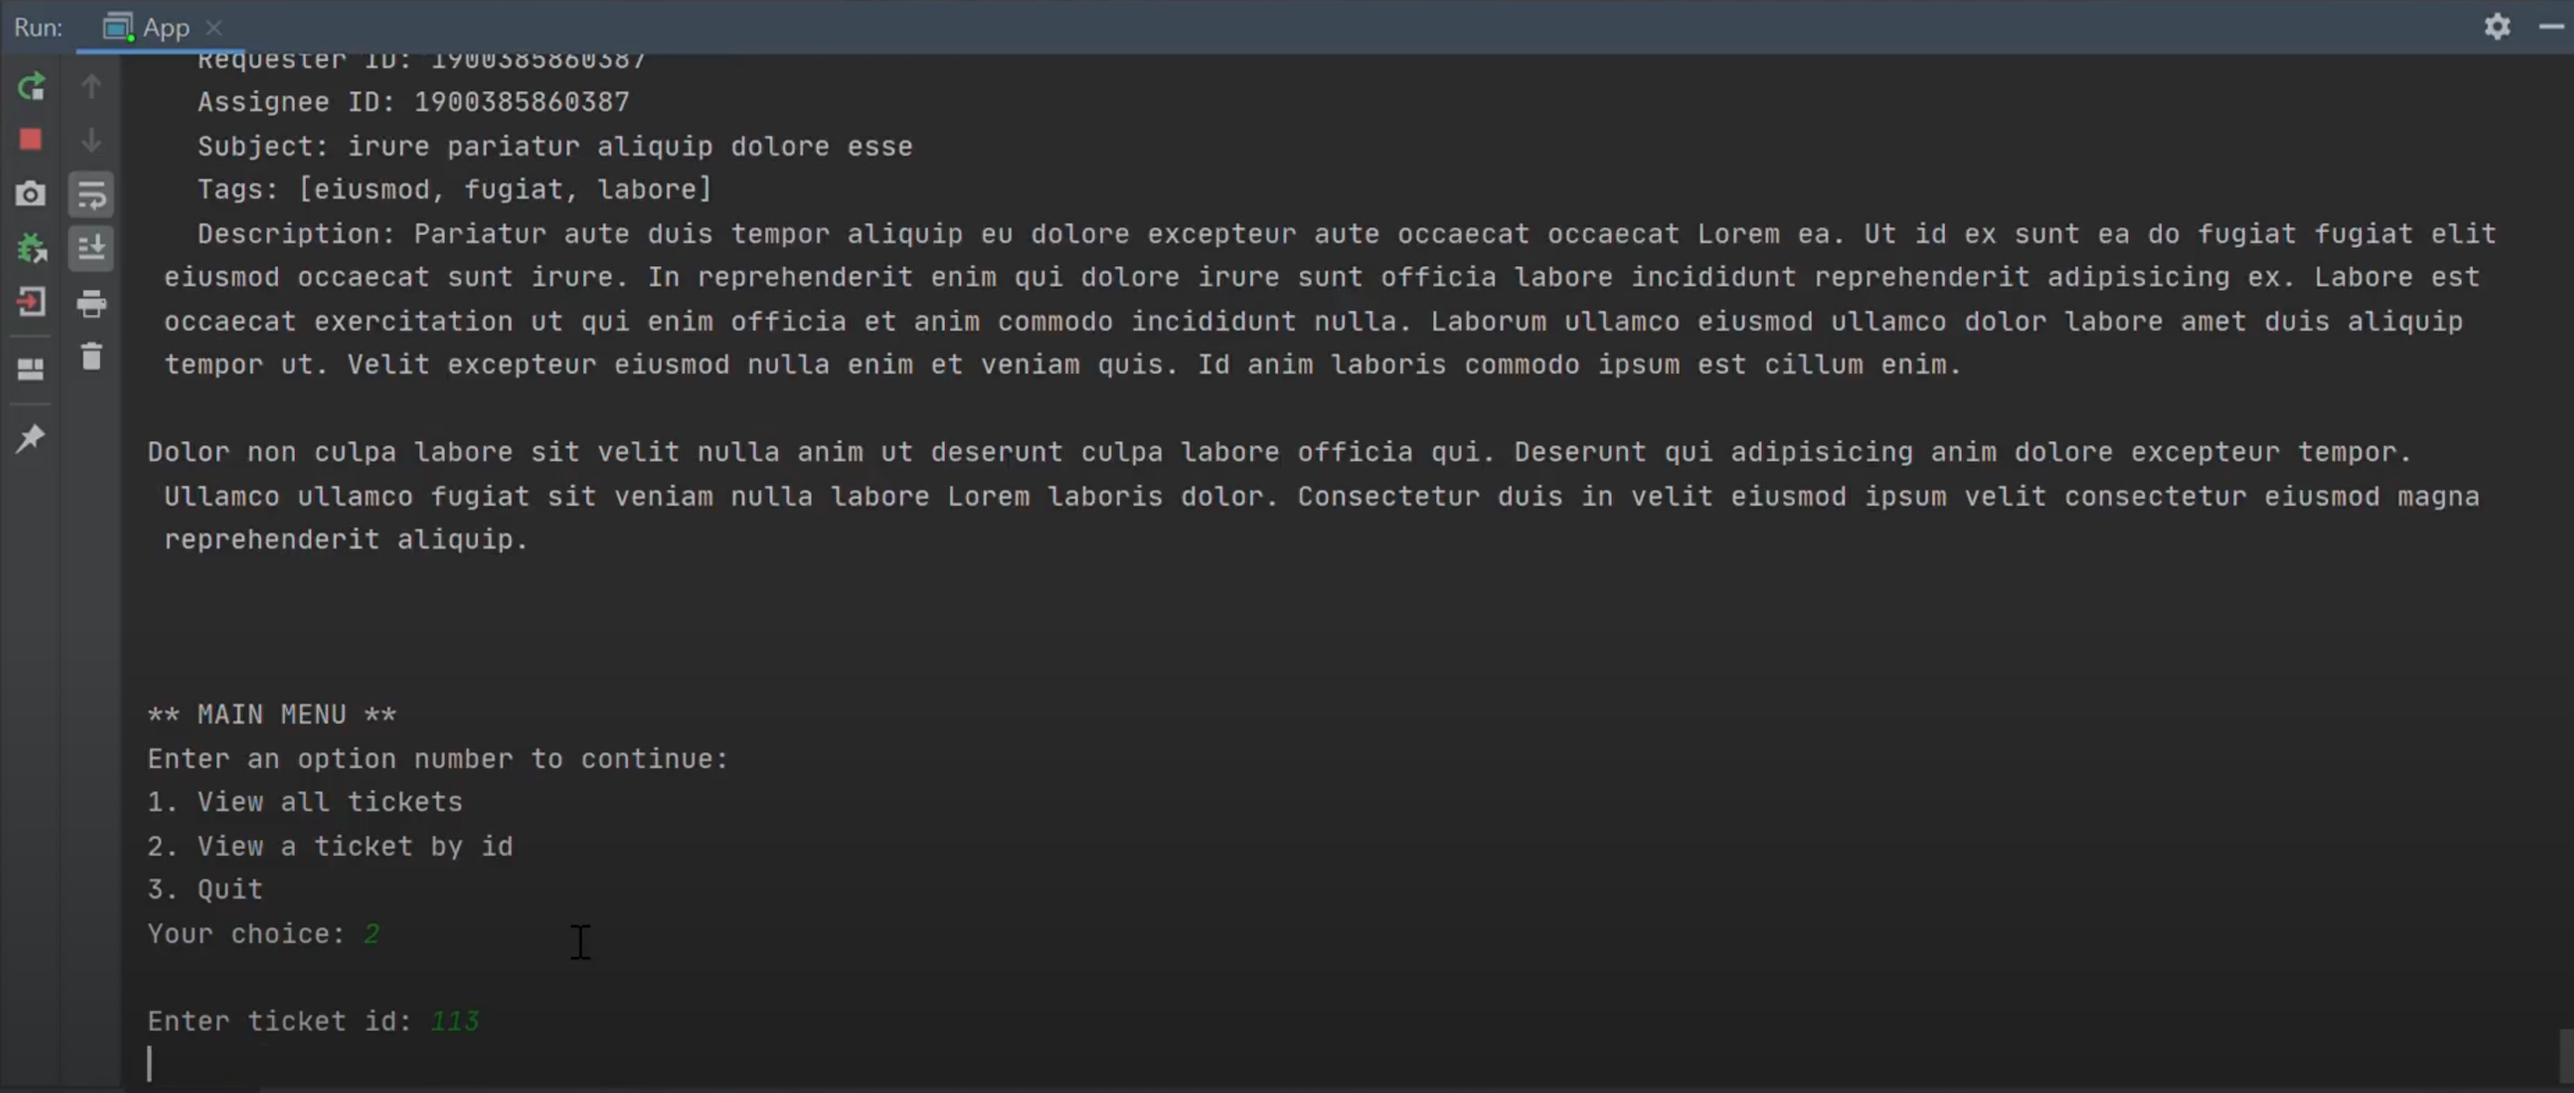 Run: App
Requester ID: 1900385860387
Assignee ID: 1900385860387
Subject: irure pariatur aliquip dolore esse
Tags: [eiusmod, fugiat, labore]
Description: Pariatur aute duis tempor aliquip eu dolore excepteur aute occaecat occaecat Lorem ea. Ut id ex sunt ea do fugiat fugiat elit
eiusmod occaecat sunt irure. In reprehenderit enim qui dolore irure sunt officia labore incididunt reprehenderit adipisicing ex. Labore est
occaecat exercitation ut qui enim officia et anim commodo incididunt nulla. Laborum ullamco eiusmod ullamco dolor labore amet duis aliquip
tempor ut. Velit excepteur eiusmod nulla enim et veniam quis. Id anim laboris commodo ipsum est cillum enim.
Dolor non culpa labore sit velit nulla anim ut deserunt culpa labore officia qui. Deserunt qui adipisicing anim dolore excepteur tempor.
Ullamco ullamco fugiat sit veniam nulla labore Lorem laboris dolor. Consectetur duis in velit eiusmod ipsum velit consectetur eiusmod magna
reprehenderit aliquip.
** MAIN MENU **
Enter an option number to continue:
1. View all tickets
2. View a ticket by id
3. Quit
Your choice: 2
Enter ticket id: 113